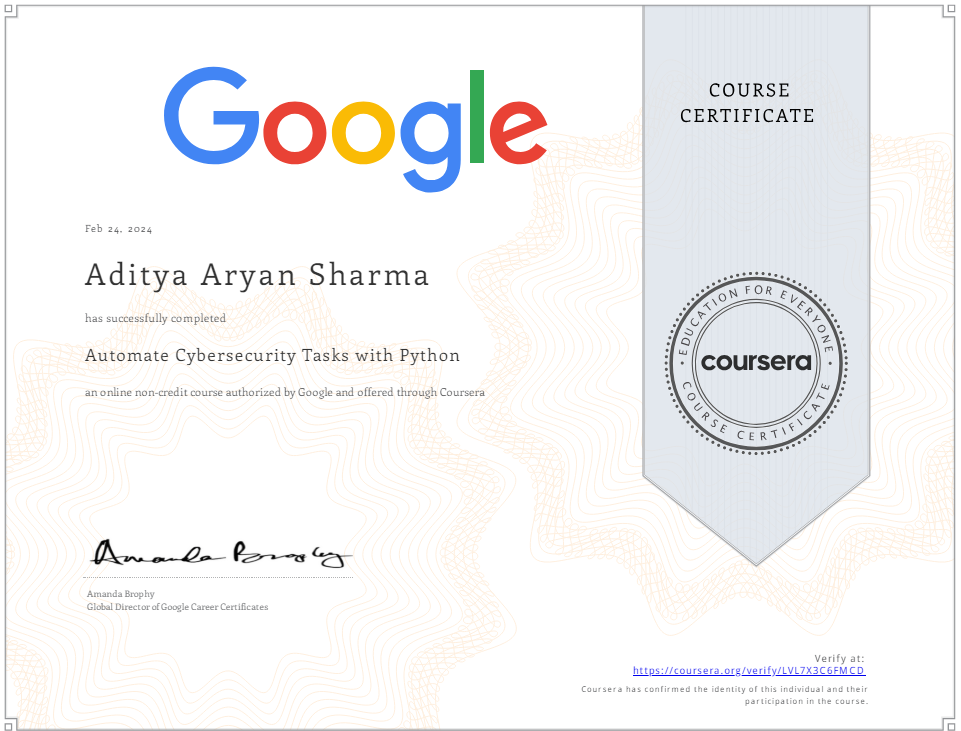 Google
COURSE
CERTIFICATE
Feb 24, 2024
Aditya Aryan Sharma
has successfully completed
Automate Cybersecurity Tasks with Python
an online non-credit course authorized by Google and offered through Coursera
EDUCATION FOR EVERYONE
coursera
COURSE CERTIFICATE
Amanda Brophy
Amanda Brophy
Global Director of Google Career Certificates
Verify at:
https://coursera.org/verify/LVL7X3C6FMCD
Coursera has confirmed the identity of this individual and their
participation in the course.